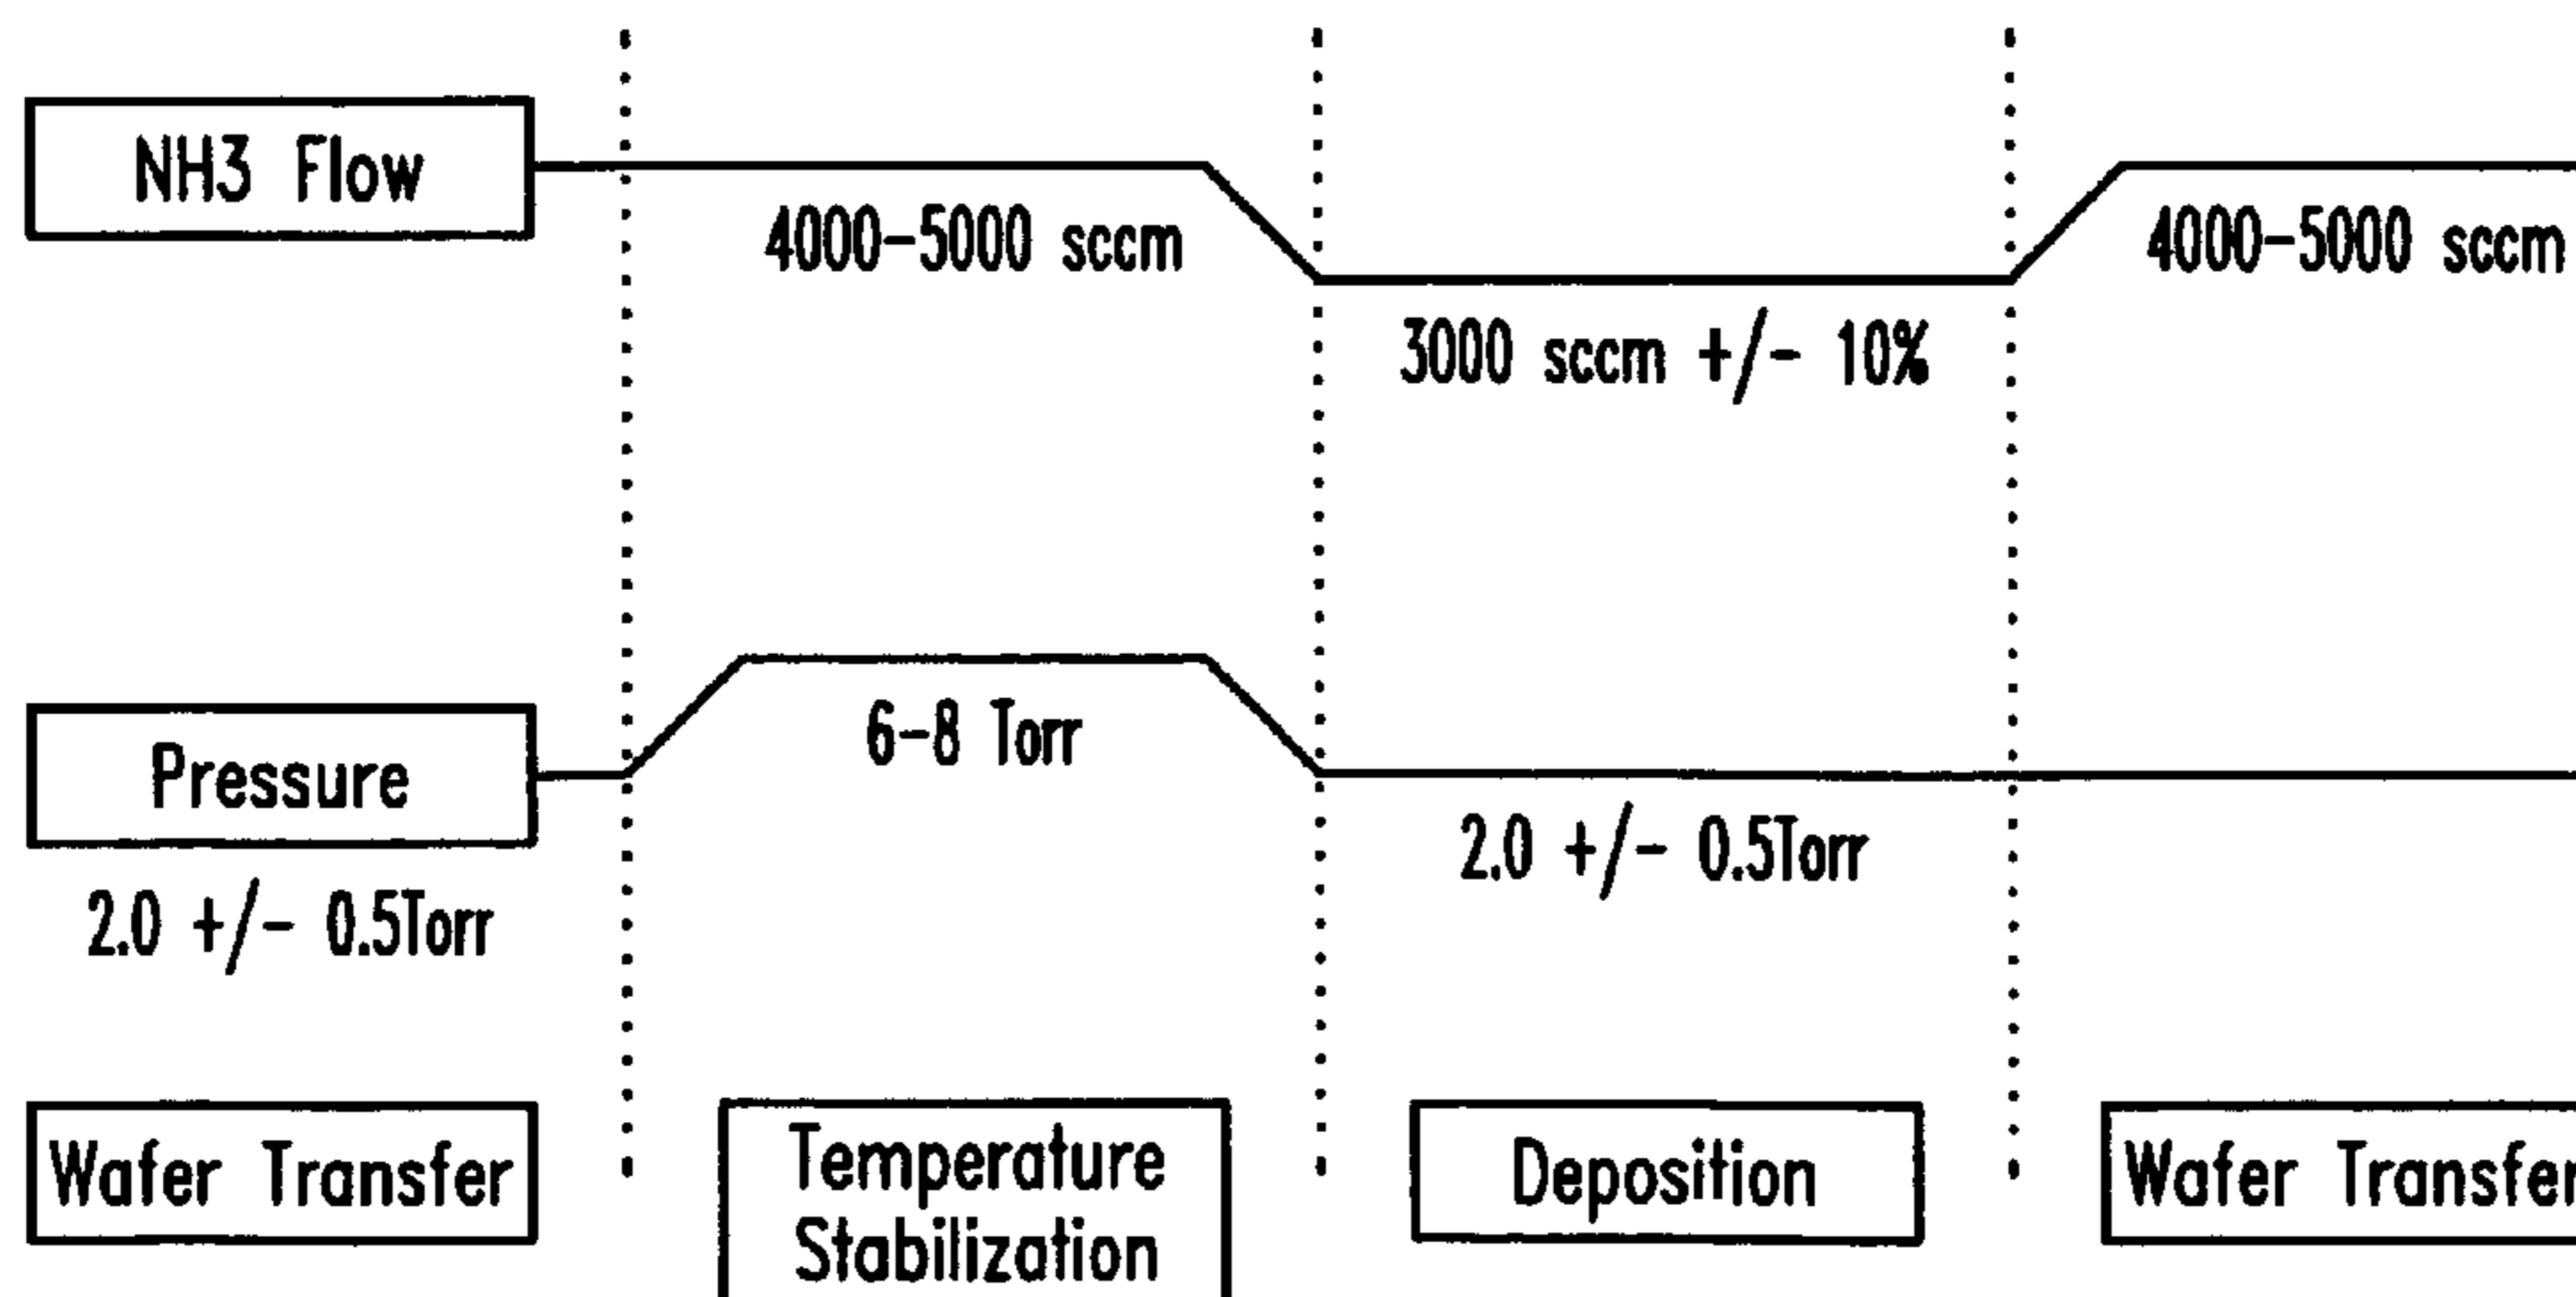 NH3 Flow
4000-5000 sccm
4000-5000 sccm
3000 sccm +/- 10%
6-8 Torr
Pressure
2.0 +/- 0.5Torr
2.0 +/- 0.5Torr
Wafer Transfer
Temperature
Stabilization
Deposition
Wafer Transfer